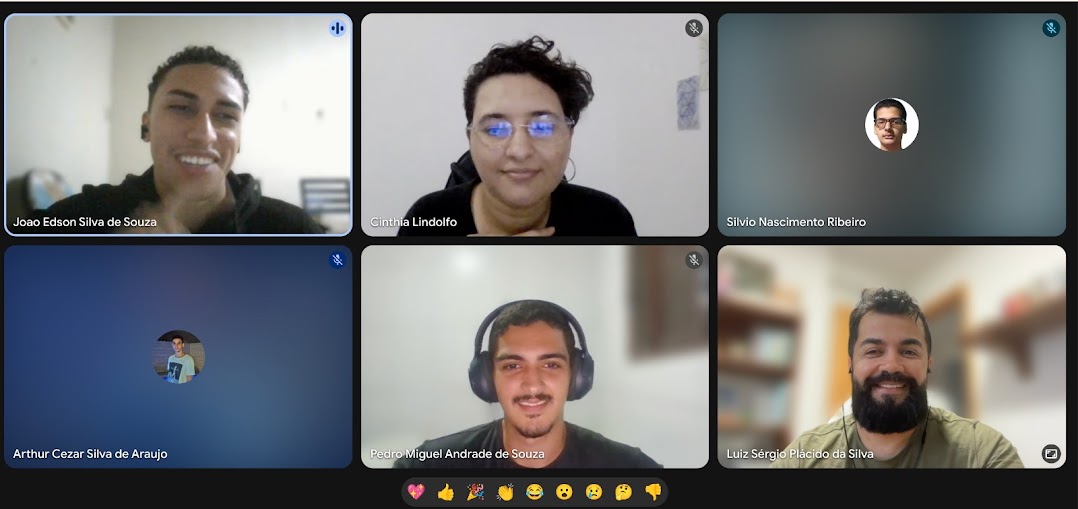 Joao Edson Silva de Souza
Cinthia Lindolfo
Silvio Nascimento Ribeiro
Arthur Cezar Silva de Araujo
Pedro Miguel Andrade de Souza
Luiz Sérgio Plácido da Silva